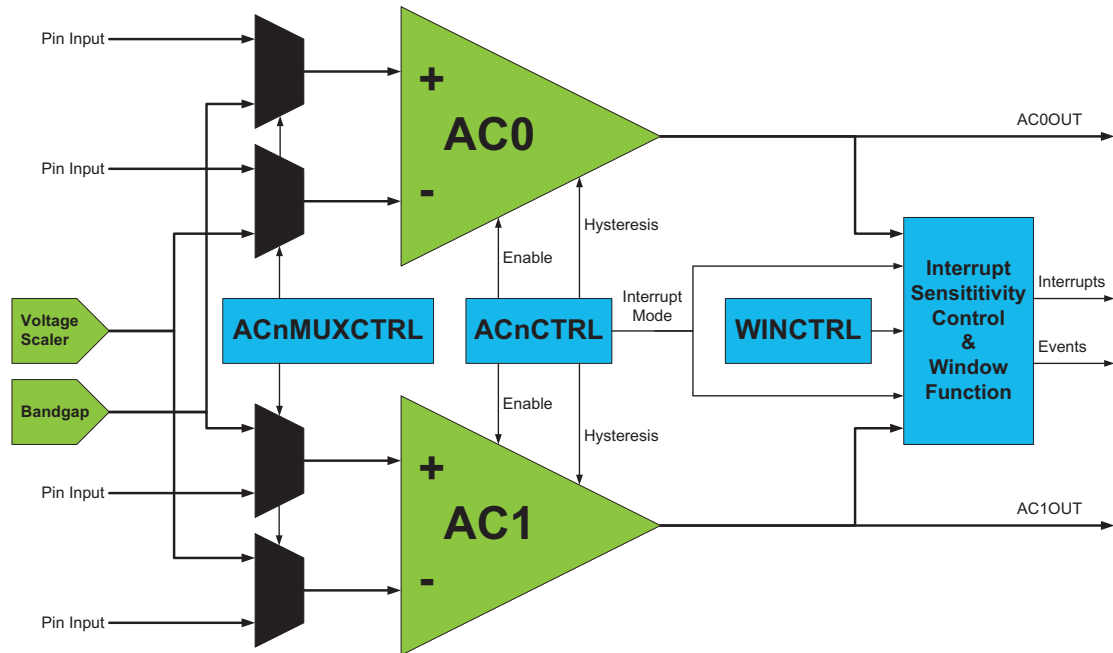 Pin Input
+
AC0
-
AC0OUT
Pin Input
Hysteresis
Enable
Voltage
Scaler
ACnMUXCTRL
ACnCTRL
Interrupt
Mode
WINCTRL
Interrupt
Sensititivity
Control
&
Window
Function
Interrupts
Events
Bandgap
Enable
Hysteresis
Pin Input
+
AC1
-
AC1OUT
Pin Input